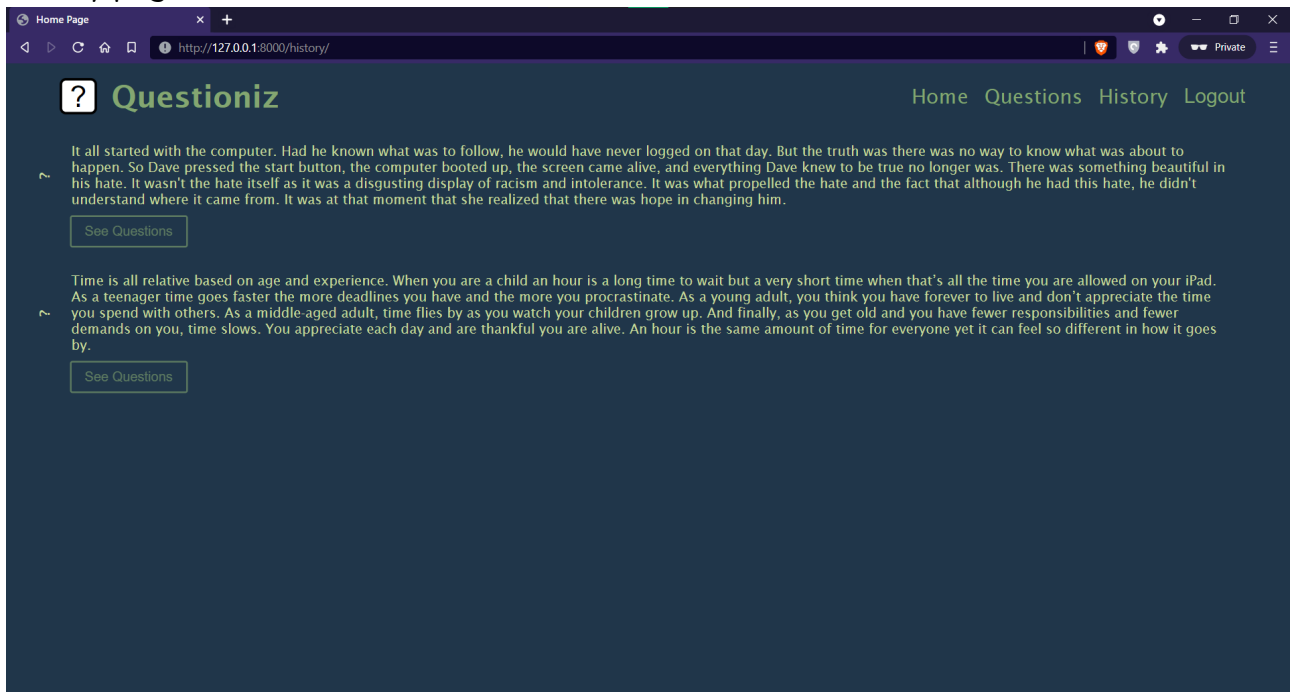 Home Page
http://127.0.0.1:8000/history/
Private
?
Questioniz
Home Questions History Logout
It all started with the computer. Had he known what was to follow, he would have never logged on that day. But the truth was there was no way to know what was about to
happen. So Dave pressed the start button, the computer booted up, the screen came alive, and everything Dave knew to be true no longer was. There was something beautiful in
his hate. It wasn't the hate itself as it was a disgusting display of racism and intolerance. It was what propelled the hate and the fact that although he had this hate, he didn't
understand where it came from. It was at that moment that she realized that there was hope in changing him.
See Questions
Time is all relative based on age and experience. When you are a child an hour is a long time to wait but a very short time when that’s all the time you are allowed on your iPad.
As a teenager time goes faster the more deadlines you have and the more you procrastinate. As a young adult, you think you have forever to live and don’t appreciate the time
you spend with others. As a middle-aged adult, time flies by as you watch your children grow up. And finally, as you get old and you have fewer responsibilities and fewer
demands on you, time slows. You appreciate each day and are thankful you are alive. An hour is the same amount of time for everyone yet it can feel so different in how it goes
by.
See Questions